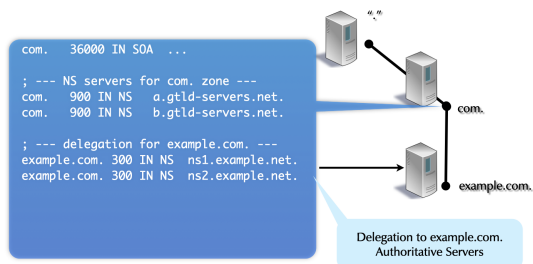 "."
com.   36000 IN SOA  ...
; --- NS servers for com. zone ---
com.   900 IN NS   a.gtld-servers.net.
com.   900 IN NS   b.gtld-servers.net.
com.
; --- delegation for example.com. ---
example.com. 300 IN NS  ns1.example.net.
example.com. 300 IN NS  ns2.example.net.
example.com.
Delegation to example.com.
Authoritative Servers